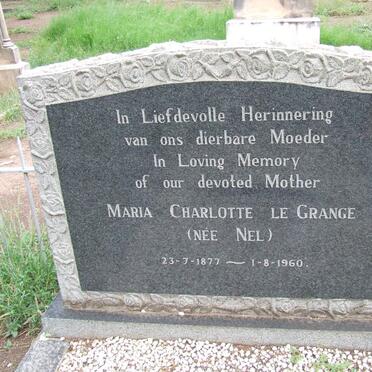 In Liefdevolle Herinnering
van ons dierbare Moeder
In Loving Memory
of our devoted Mother
MARIA CHARLOTTE LE GRANGE
(NÉE NEL)
23-7-1877 — 1-8-1960.